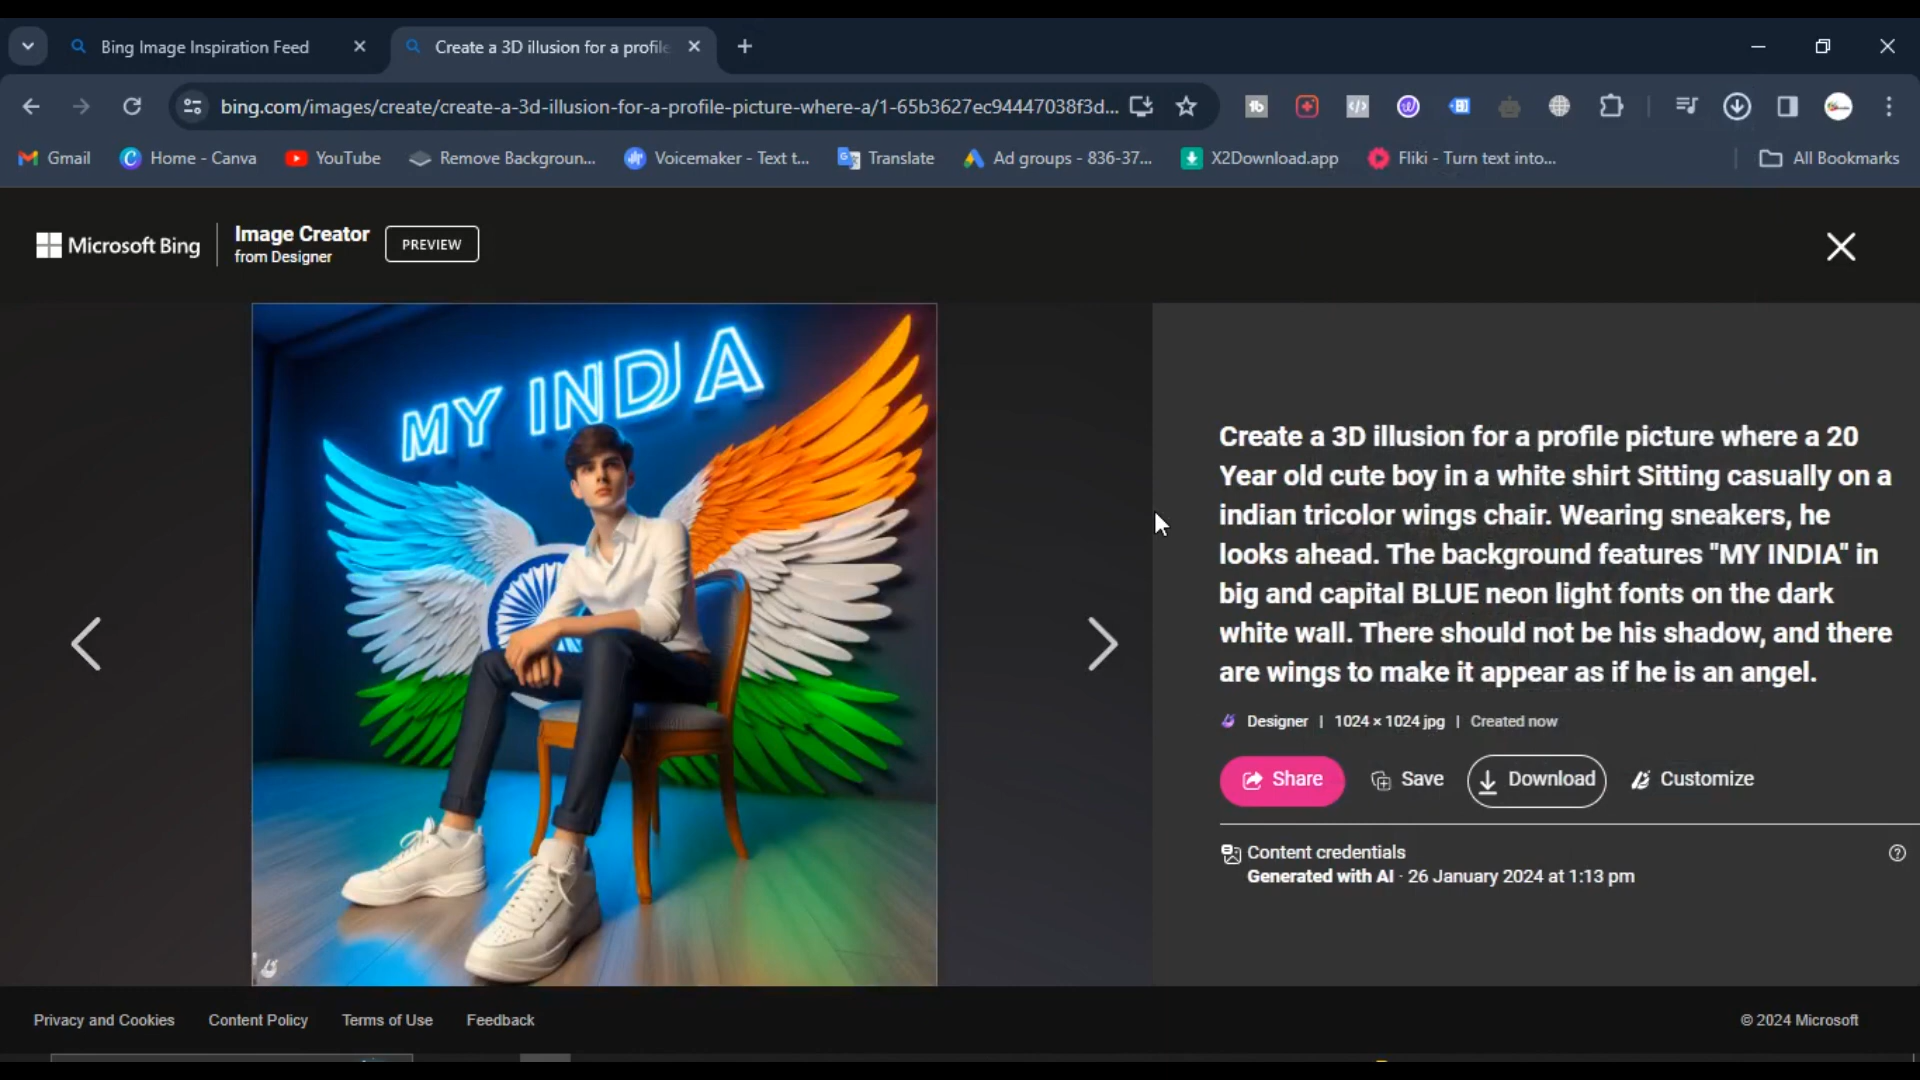 Bing Image Inspiration Feed
Create a 3D illusion for a profile
bing.com/images/create/create-a-3d-illusion-for-a-profile-picture-where-a/1-65b3627ec94447038f3d...
Gmail
Home - Canva
YouTube
Remove Backgroun...
Voicemaker - Text t...
Translate
Ad groups - 836-37...
X2Download.app
Fliki - Turn text into...
All Bookmarks
Microsoft Bing
Image Creator
from Designer
PREVIEW
MY INDIA
Create a 3D illusion for a profile picture where a 20
Year old cute boy in a white shirt Sitting casually on a
indian tricolor wings chair. Wearing sneakers, he
looks ahead. The background features "MY INDIA" in
big and capital BLUE neon light fonts on the dark
white wall. There should not be his shadow, and there
are wings to make it appear as if he is an angel.
Designer | 1024 × 1024 jpg | Created now
Share
Save
Download
Customize
Content credentials
Generated with AI · 26 January 2024 at 1:13 pm
Privacy and Cookies
Content Policy
Terms of Use
Feedback
© 2024 Microsoft